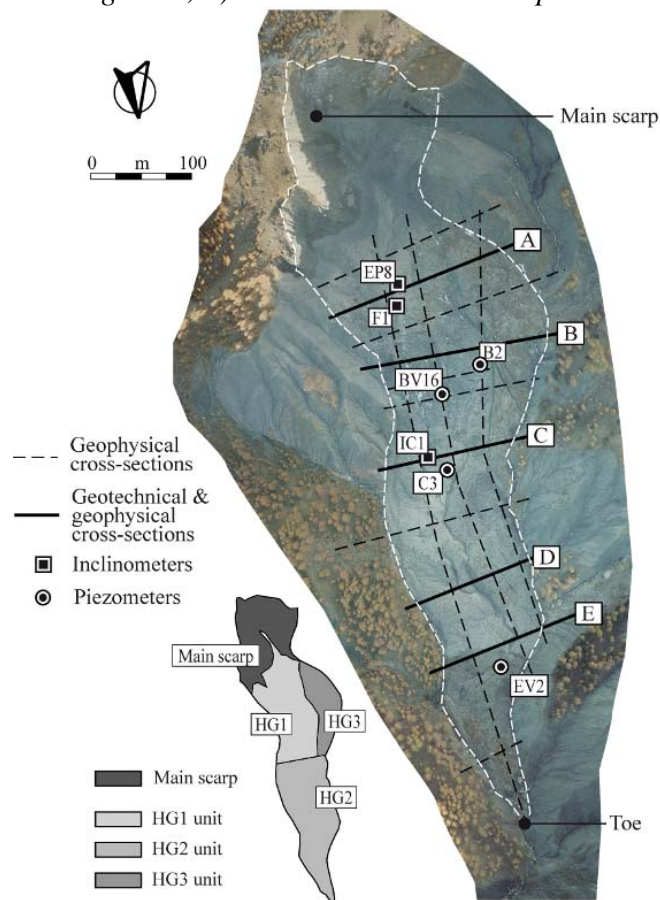 Main scarp
0 m 100
A
EP8
F1
B
B2
BV16
C
IC1
C3
Geophysical
cross-sections
Geotechnical &
geophysical
cross-sections
Inclinometers
Piezometers
D
E
EV2
Main scarp
HG1
HG3
HG2
Main scarp
HG1 unit
HG2 unit
HG3 unit
Toe